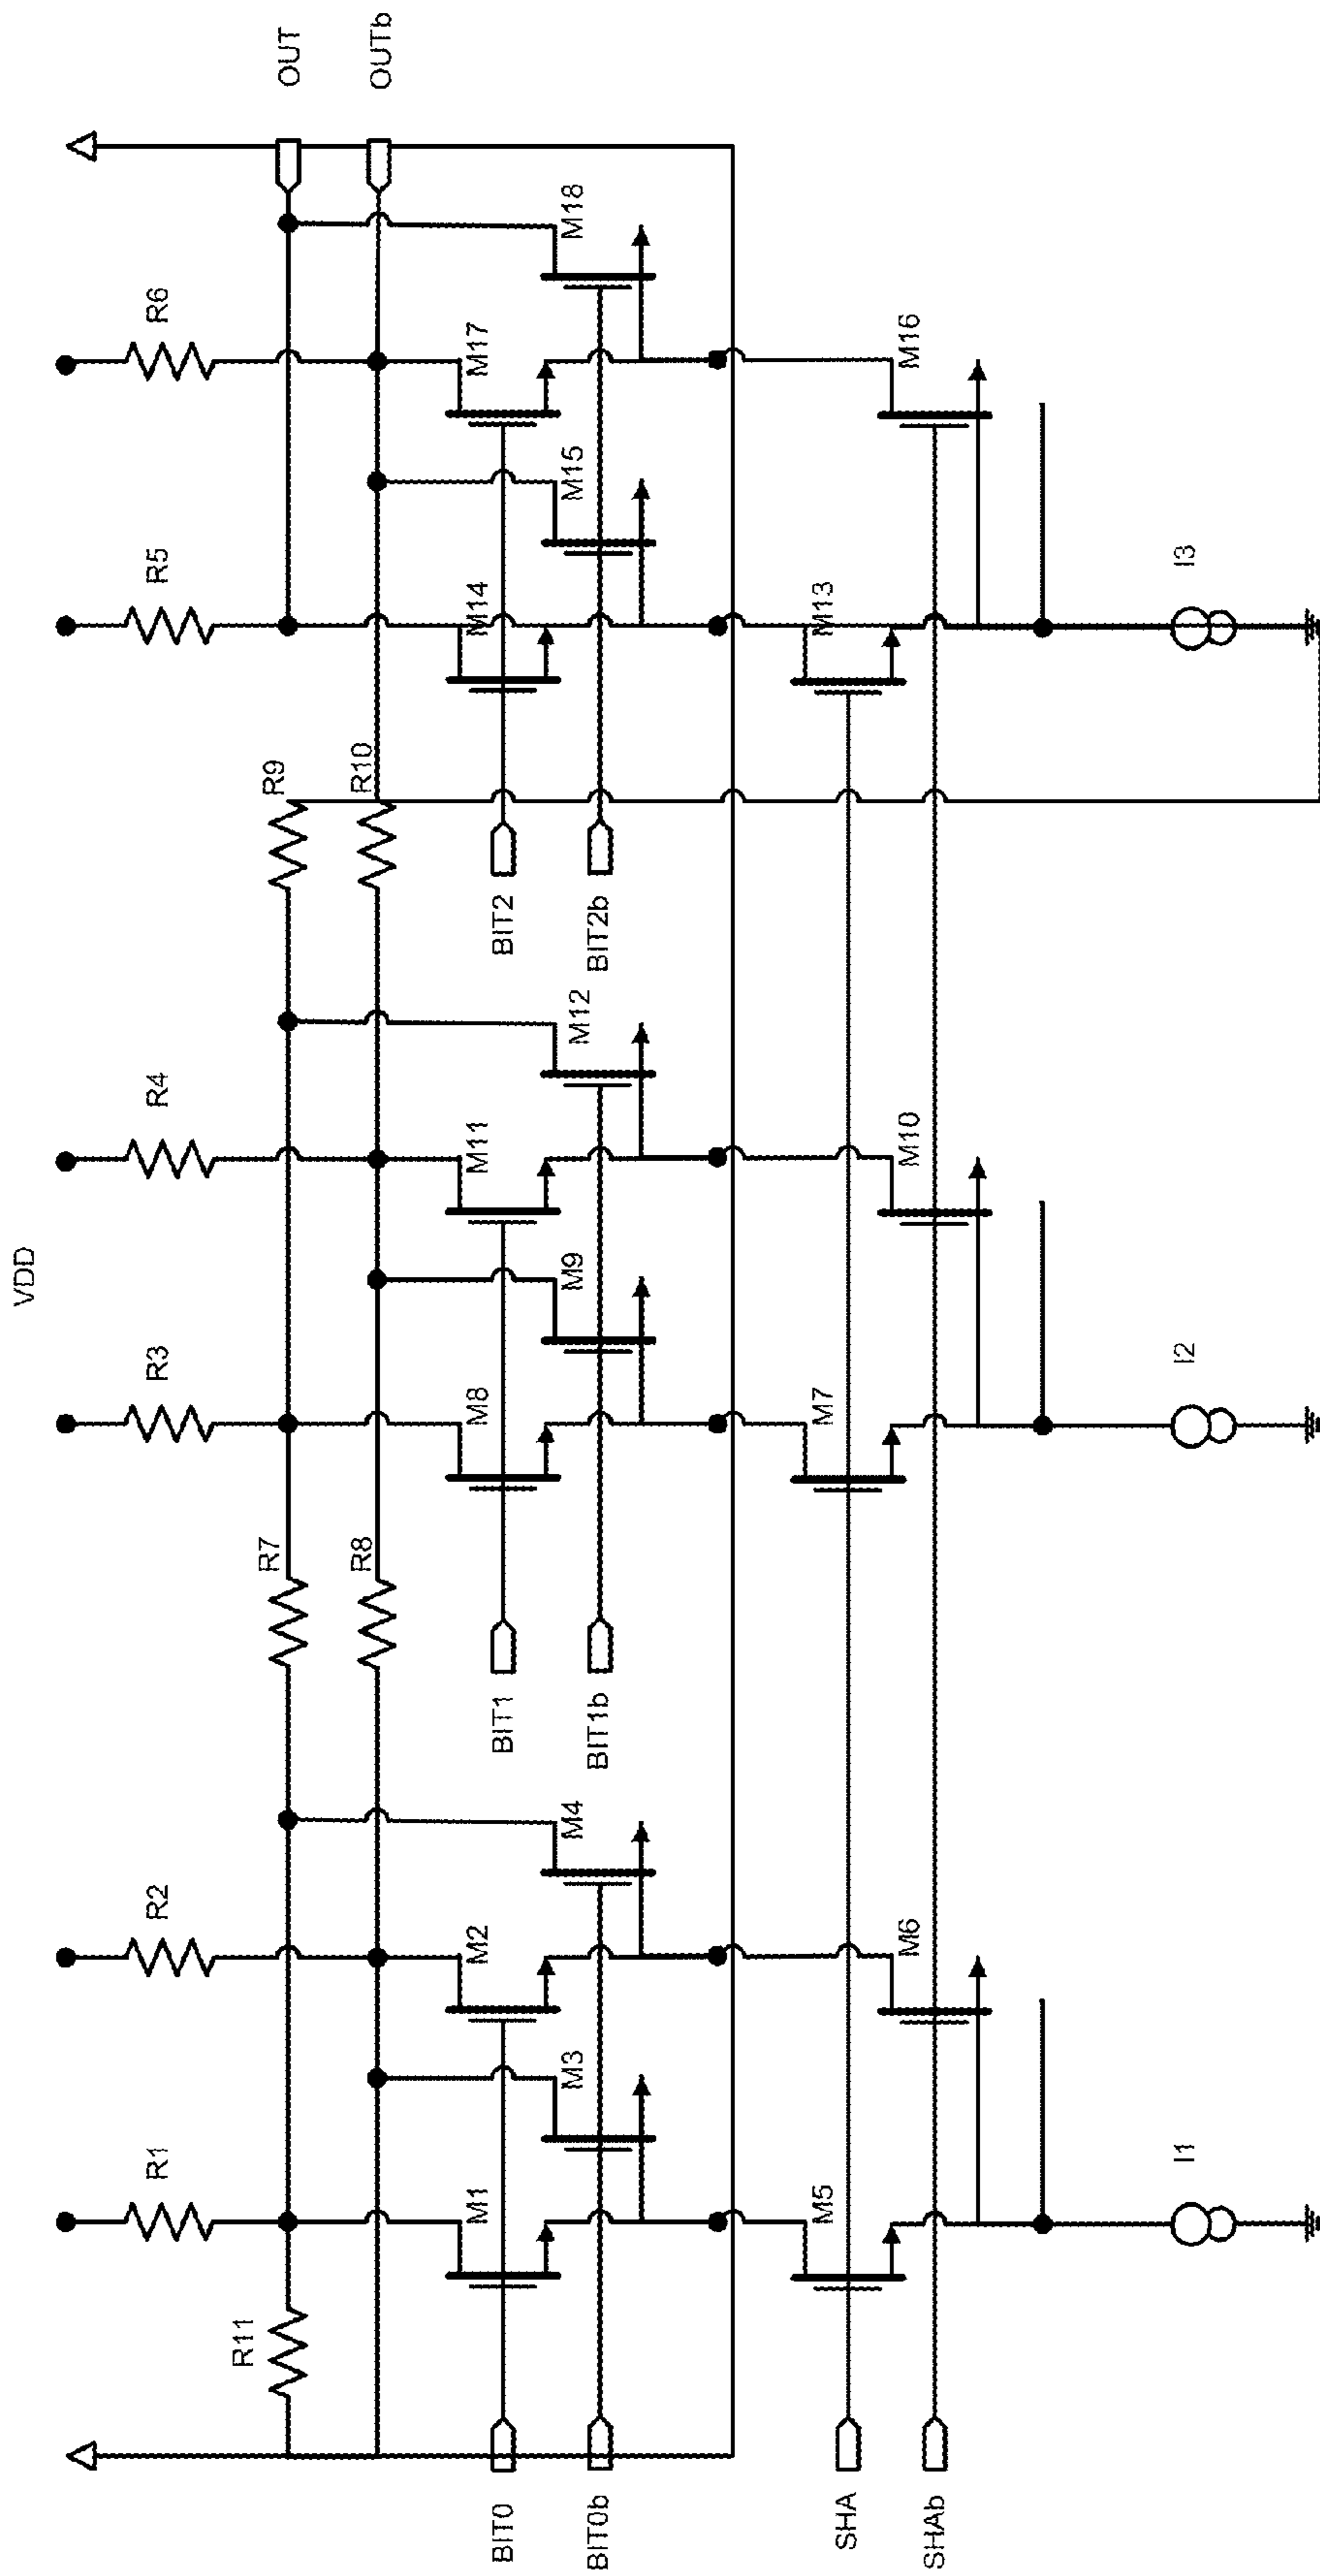 VDD
R1
R2
R3
R4
R5
R6
R11
R7
R9
OUT
R8
R10
OUTb
M1
M2
M8
M11
M14
M17
BIT0
BIT1
BIT2
M3
M4
M9
M12
M15
M18
BIT0b
BIT1b
BIT2b
M5
M7
M13
SHA
M6
M10
M16
SHAb
I1
I2
I3